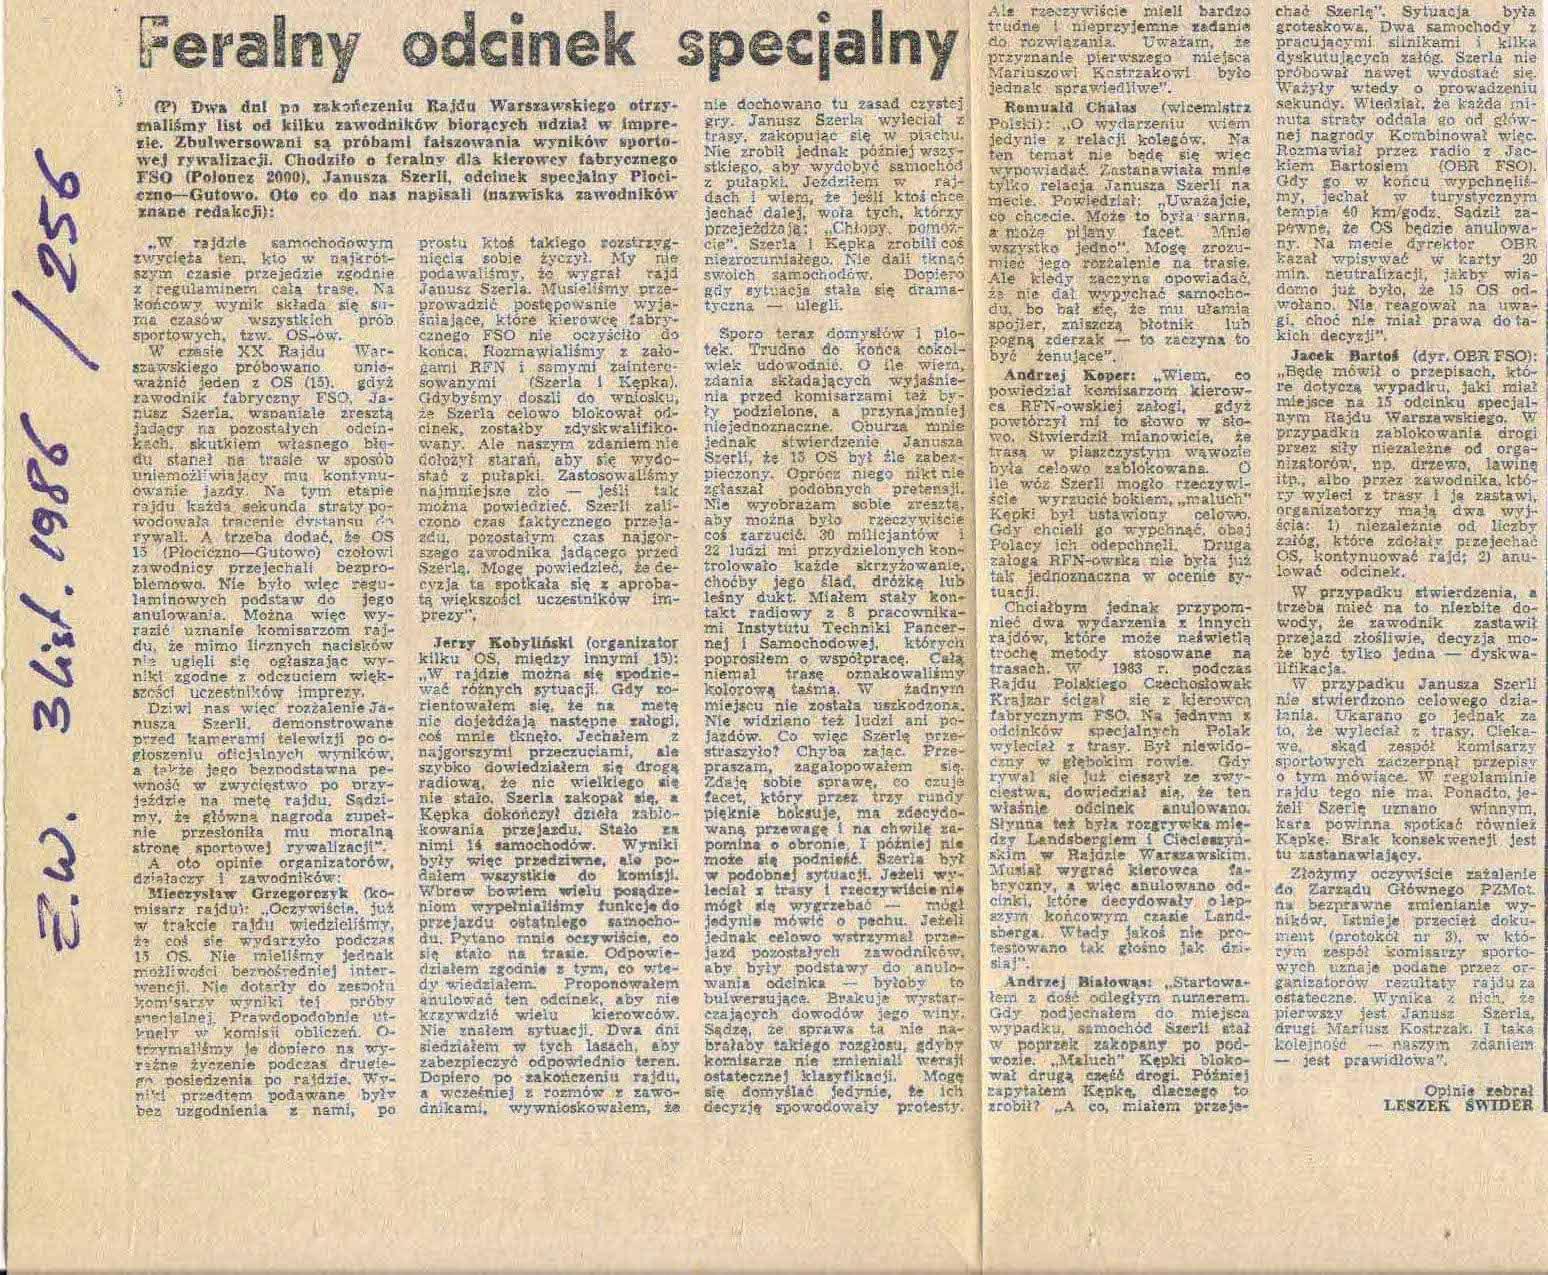 Feralny odcinek specjalny
(P) Dwa dni po zakończeniu Rajdu Warszawskiego otrzy-
maliśmy list od kilku zawodników biorących udział w impre-
zie. Zbulwersowani są próbami fałszowania wyników sporto-
wej rywalizacji. Chodziło o feralny dla kierowcy fabrycznego
FSO (Polonez 2000), Janusza Szerli, odcinek specjalny Płoci-
czno—Gutowo. Oto co do nas napisali (nazwiska zawodników
znane redakcji):
„W rajdzie samochodowym
zwycięża ten, kto w najkrót-
szym czasie przejedzie zgodnie
z regulaminem całą trasę. Na
końcowy wynik składa się su-
ma czasów wszystkich prób
sportowych, tzw. OS-ów.
W czasie XX Rajdu War-
szawskiego próbowano unie-
ważnić jeden z OS (15), gdyż
zawodnik fabryczny FSO, Ja-
nusz Szerla, wspaniale zresztą
jadący na pozostałych odcin-
kach, skutkiem własnego błę-
du stanął na trasie w sposób
uniemożliwiający mu kontynu-
owanie jazdy. Na tym etapie
rajdu każda sekunda straty po-
wodowała tracenie dystansu do
rywali. A trzeba dodać, że OS
15 (Płociczno—Gutowo) czołowi
zawodnicy przejechali bezpro-
blemowo. Nie było więc regu-
laminowych podstaw do jego
anulowania. Można więc wy-
razić uznanie komisarzom raj-
du, że mimo licznych nacisków
nie ugięli się ogłaszając wy-
niki zgodne z odczuciem więk-
szości uczestników imprezy.
Dziwi nas więc rozżalenie Ja-
nusza Szerli, demonstrowane
przed kamerami telewizji po o-
głoszeniu oficjalnych wyników,
a także jego bezpodstawna pe-
wność w zwycięstwo po przy-
jeździe na metę rajdu. Sądzi-
my, że główna nagroda zupeł-
nie przesłoniła mu moralną
stronę sportowej rywalizacji”.
A oto opinie organizatorów,
działaczy i zawodników:
Mieczysław Grzegorczyk (ko-
misarz rajdu): „Oczywiście, już
w trakcie rajdu wiedzieliśmy,
że coś się wydarzyło podczas
15 OS. Nie mieliśmy jednak
możliwości bezpośredniej inter-
wencji. Nie dotarły do zespołu
komisarzy wyniki tej próby
specjalnej. Prawdopodobnie ut-
knęły w komisji obliczeń. O-
trzymaliśmy je dopiero na wy-
raźne życzenie podczas drugie-
go posiedzenia po rajdzie. Wy-
niki przedtem podawane były
bez uzgodnienia z nami, po
prostu ktoś takiego rozstrzyg-
nięcia sobie życzył. My nie
podawaliśmy, że wygrał rajd
Janusz Szerla. Musieliśmy prze-
prowadzić postępowanie wyja-
śniające, które kierowcę fabry-
cznego FSO nie oczyściło do
końca. Rozmawialiśmy z zało-
gami RFN i samymi zaintere-
sowanymi (Szerla i Kępka).
Gdybyśmy doszli do wniosku,
że Szerla celowo blokował od-
cinek, zostałby zdyskwalifiko-
wany. Ale naszym zdaniem nie
dołożył starań, aby się wydo-
stać z pułapki. Zastosowaliśmy
najmniejsze zło — jeśli tak
można powiedzieć. Szerli zali-
czono czas faktycznego przeja-
zdu, pozostałym czas najgor-
szego zawodnika jadącego przed
Szerlą. Mogę powiedzieć, że de-
cyzja ta spotkała się z aproba-
tą większości uczestników im-
prezy”.
Jerzy Kobyliński (organizator
kilku OS, między innymi 15):
„W rajdzie można się spodzie-
wać różnych sytuacji. Gdy zo-
rientowałem się, że na metę
nie dojeżdżają następne załogi,
coś mnie tknęło. Jechałem z
najgorszymi przeczuciami, ale
szybko dowiedziałem się drogą
radiową, że nic wielkiego się
nie stało. Szerla zakopał się, a
Kępka dokończył dzieła zablo-
kowania przejazdu. Stało za
nimi 14 samochodów. Wyniki
były więc przedziwne, ale po-
dałem wszystkie do komisji.
Wbrew bowiem wielu posądze-
niom wypełnialiśmy funkcje do
przejazdu ostatniego samocho-
du. Pytano mnie oczywiście, co
się stało na trasie. Odpowie-
działem zgodnie z tym, co wte-
dy wiedziałem. Proponowałem
anulować ten odcinek, aby nie
krzywdzić wielu kierowców.
Nie znałem sytuacji. Dwa dni
siedziałem w tych lasach, aby
zabezpieczyć odpowiednio teren.
Dopiero po zakończeniu rajdu,
a wcześniej z rozmów z zawo-
dnikami, wywnioskowałem, że
nie dochowano tu zasad czystej
gry. Janusz Szerla wyleciał z
trasy, zakopując się w piachu.
Nie zrobił jednak później wszy-
stkiego, aby wydobyć samochód
z pułapki. Jeździłem w raj-
dach i wiem, że jeśli ktoś chce
jechać dalej, woła tych, którzy
przejeżdżają: „Chłopy, pomóż-
cie”. Szerla i Kępka zrobili coś
niezrozumiałego. Nie dali tknąć
swoich samochodów. Dopiero
gdy sytuacja stała się drama-
tyczna — ulegli.
Sporo teraz domysłów i plo-
tek. Trudno do końca cokol-
wiek udowodnić. O ile wiem,
zdania składających wyjaśnie-
nia przed komisarzami też by-
ły podzielone, a przynajmniej
niejednoznaczne. Oburza mnie
jednak stwierdzenie Janusza
Szerli, że 15 OS był źle zabez-
pieczony. Oprócz niego nikt nie
zgłaszał podobnych pretensji.
Nie wyobrażam sobie zresztą,
aby można było rzeczywiście
coś zarzucić. 30 milicjantów i
22 ludzi mi przydzielonych kon-
trolowało każde skrzyżowanie,
choćby jego ślad, dróżkę lub
leśny dukt. Miałem stały kon-
takt radiowy z 8 pracownika-
mi Instytutu Techniki Pancer-
nej i Samochodowej, których
poprosiłem o współpracę. Całą
niemal trasę oznakowaliśmy
kolorową taśmą. W żadnym
miejscu nie została uszkodzona.
Nie widziano też ludzi ani po-
jazdów. Co więc Szerlę prze-
straszyło? Chyba zając. Prze-
praszam, zagalopowałem się.
Zdaję sobie sprawę, co czuje
facet, który przez trzy rundy
pięknie boksuje, ma zdecydo-
waną przewagę i na chwilę za-
pomina o obronie. I później nie
może się podnieść. Szerla był
w podobnej sytuacji. Jeżeli wy-
leciał z trasy i rzeczywiście nie
mógł się wygrzebać — mógł
jedynie mówić o pechu. Jeżeli
jednak celowo wstrzymał prze-
jazd pozostałych zawodników,
aby były podstawy do anulo-
wania odcinka — byłoby to
bulwersujące. Brakuje wystar-
czających dowodów jego winy.
Sądzę, że sprawa ta nie na-
brałaby takiego rozgłosu, gdyby
komisarze nie zmieniali wersji
ostatecznej klasyfikacji. Mogę
się domyślać jedynie, że ich
decyzję spowodowały protesty.
Ale rzeczywiście mieli bardzo
trudne i nieprzyjemne zadanie
do rozwiązania. Uważam, że
przyznanie pierwszego miejsca
Mariuszowi Kostrzakowi było
jednak sprawiedliwe”.
Romuald Chałas (wicemistrz
Polski): „O wydarzeniu wiem
jedynie z relacji kolegów. Na
ten temat nie będę się więc
wypowiadać. Zastanawiała mnie
tylko relacja Janusza Szerli na
mecie. Powiedział: „Uważajcie,
co chcecie. Może to była sarna,
a może pijany facet. Mnie
wszystko jedno”. Mogę zrozu-
mieć jego rozżalenie na trasie.
Ale kiedy zaczyna opowiadać,
że nie dał wypychać samocho-
du, bo bał się, że mu ułamią
spojler, zniszczą błotnik lub
pogną zderzak — to zaczyna to
być żenujące”.
Andrzej Koper: „Wiem, co
powiedział komisarzom kierow-
ca RFN-owskiej załogi, gdyż
powtórzył mi to słowo w sło-
wo. Stwierdził mianowicie, że
trasa w piaszczystym wąwozie
była celowo zablokowana. O
ile wóz Szerli mogło rzeczywi-
ście wyrzucić bokiem, „maluch”
Kępki był ustawiony celowo.
Gdy chcieli go wypchnąć, obaj
Polacy ich odepchnęli. Druga
załoga RFN-owska nie była już
tak jednoznaczna w ocenie sy-
tuacji.
Chciałbym jednak przypom-
nieć dwa wydarzenia z innych
rajdów, które może naświetlą
trochę metody stosowane na
trasach. W 1983 r. podczas
Rajdu Polskiego Czechosłowak
Krajzar ścigał się z kierowcą
fabrycznym FSO. Na jednym z
odcinków specjalnych Polak
wyleciał z trasy. Był niewido-
czny w głębokim rowie. Gdy
rywal się już cieszył ze zwy-
cięstwa, dowiedział się, że ten
właśnie odcinek anulowano.
Słynna też była rozgrywka mię-
dzy Landsbergiem i Ciecieszyń-
skim w Rajdzie Warszawskim.
Musiał wygrać kierowca fa-
bryczny, a więc anulowano od-
cinki, które decydowały o lep-
szym końcowym czasie Land-
sberga. Wtedy jakoś nie pro-
testowano tak głośno jak dzi-
siaj”.
Andrzej Białowąs: „Startowa-
łem z dość odległym numerem.
Gdy podjechałem do miejsca
wypadku, samochód Szerli stał
w poprzek zakopany po pod-
wozie. „Maluch” Kępki bloko-
wał drugą część drogi. Później
zapytałem Kępkę, dlaczego to
zrobił? „A co, miałem przeje-
chać Szerlę”. Sytuacja była
groteskowa. Dwa samochody z
pracującymi silnikami i kilka
dyskutujących załóg. Szerla nie
próbował nawet wydostać się.
Ważyły wtedy o prowadzeniu
sekundy. Wiedział, że każda mi-
nuta straty oddala go od głów-
nej nagrody. Kombinował więc.
Rozmawiał przez radio z Jac-
kiem Bartosiem (OBR FSO).
Gdy go w końcu wypchnęliś-
my, jechał w turystycznym
tempie 40 km/godz. Sądził za-
pewne, że OS będzie anulowa-
ny. Na mecie dyrektor OBR
kazał wpisywać w karty 20
min. neutralizacji, jakby wia-
domo już było, że 15 OS od-
wołano. Nie reagował na uwa-
gi, choć nie miał prawa do ta-
kich decyzji”.
Jacek Bartoś (dyr. OBR FSO):
„Będę mówił o przepisach, któ-
re dotyczą wypadku, jaki miał
miejsce na 15 odcinku specjal-
nym Rajdu Warszawskiego. W
przypadku zablokowania drogi
przez siły niezależne od orga-
nizatorów, np. drzewo, lawinę
itp., albo przez zawodnika, któ-
ry wyleci z trasy i ją zastawi,
organizatorzy mają dwa wyj-
ścia: 1) niezależnie od liczby
załóg, które zdołały przejechać
OS, kontynuować rajd; 2) anu-
lować odcinek.
W przypadku stwierdzenia, a
trzeba mieć na to niezbite do-
wody, że zawodnik zastawił
przejazd złośliwie, decyzja mo-
że być tylko jedna — dyskwa-
lifikacja.
W przypadku Janusza Szerli
nie stwierdzono celowego dzia-
łania. Ukarano go jednak za
to, że wyleciał z trasy. Cieka-
we, skąd zespół komisarzy
sportowych zaczerpnął przepisy
o tym mówiące. W regulaminie
rajdu tego nie ma. Ponadto, je-
żeli Szerlę uznano winnym,
kara powinna spotkać również
Kępkę. Brak konsekwencji jest
tu zastanawiający.
Złożymy oczywiście zażalenie
do Zarządu Głównego PZMot.
na bezprawne zmienianie wy-
ników. Istnieje przecież doku-
ment (protokół nr 3), w któ-
rym zespół komisarzy sporto-
wych uznaje podane przez or-
ganizatorów rezultaty rajdu za
ostateczne. Wynika z nich, że
pierwszy jest Janusz Szerla,
drugi Mariusz Kostrzak. I taka
kolejność — naszym zdaniem
— jest prawidłowa”.
Opinie zebrał
LESZEK ŚWIDER
Ż.W. 3 list. 1986 / 256